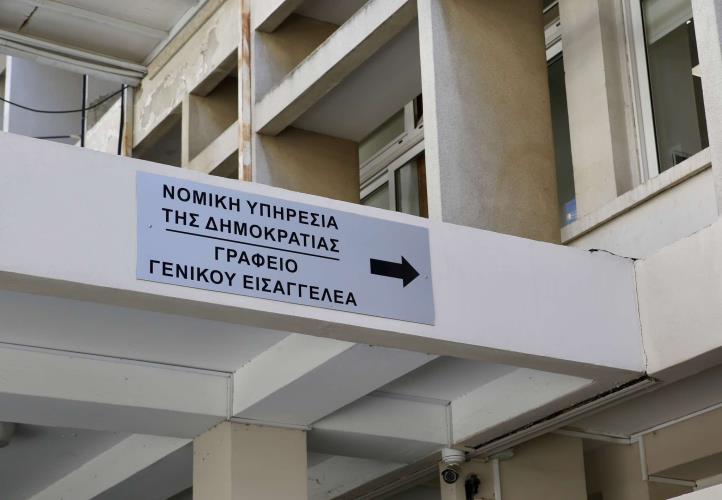 ΝΟΜΙΚΗ ΥΠΗΡΕΣΙΑ
ΤΗΣ ΔΗΜΟΚΡΑΤΙΑΣ
ΓΡΑΦΕΙΟ
ΓΕΝΙΚΟΥ ΕΙΣΑΓΓΕΛΕΑ